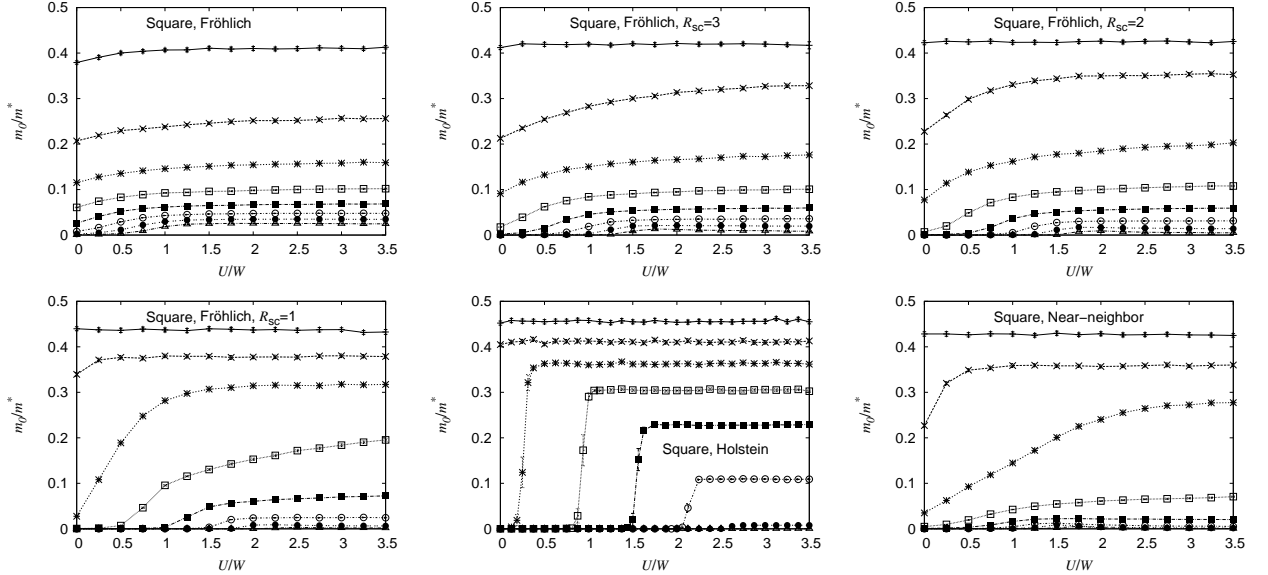 Square, Fröhlich
0.5
0.4
0.3
0.2
0.1
0
m0/m*
0 0.5 1 1.5 2 2.5 3 3.5
U/W
Square, Fröhlich, Rsc=3
0.5
0.4
0.3
0.2
0.1
0
m0/m*
0 0.5 1 1.5 2 2.5 3 3.5
U/W
Square, Fröhlich, Rsc=2
0.5
0.4
0.3
0.2
0.1
0
m0/m*
0 0.5 1 1.5 2 2.5 3 3.5
U/W
Square, Fröhlich, Rsc=1
0.5
0.4
0.3
0.2
0.1
0
m0/m*
0 0.5 1 1.5 2 2.5 3 3.5
U/W
0.5
0.4
0.3
0.2
0.1
0
m0/m*
Square, Holstein
0 0.5 1 1.5 2 2.5 3 3.5
U/W
Square, Near-neighbor
0.5
0.4
0.3
0.2
0.1
0
m0/m*
0 0.5 1 1.5 2 2.5 3 3.5
U/W